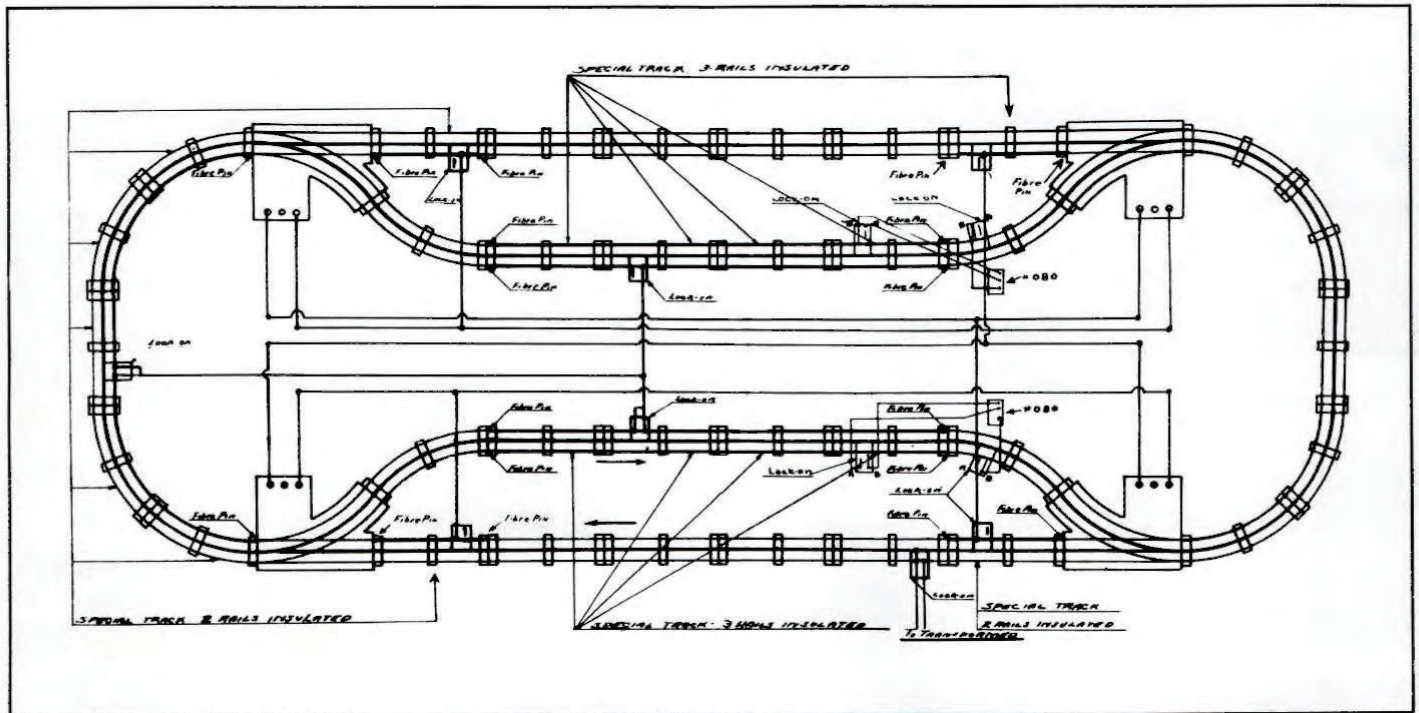 SPECIAL TRACK 3-RAILS INSULATED
Fibre Pin
Fibre Pin
Lock-on
Fibre Pin
Fibre Pin
Fibre Pin
Fibre Pin
Lock-on
Lock on
Fibre Pin
Fibre Pin
Fibre Pin
Lock-on
Fibre Pin
*080
Lock on
Lock-on
Fibre Pin
Fibre Pin
*080
Fibre Pin
Lock-on
Fibre Pin
Lock-on
Fibre Pin
Fibre Pin
Fibre Pin
Fibre Pin
Fibre Pin
Lock-on
SPECIAL TRACK 2 RAILS INSULATED
SPECIAL TRACK - 3 RAILS INSULATED
SPECIAL TRACK
2 RAILS INSULATED
To TRANSFORMER